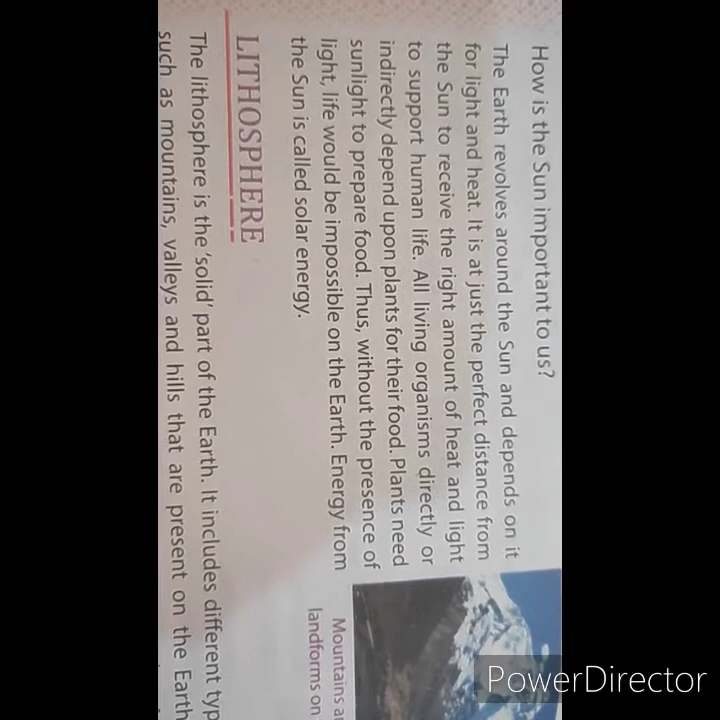 How is the Sun important to us?
The Earth revolves around the Sun and depends on it
for light and heat. It is at just the perfect distance from
the Sun to receive the right amount of heat and light
to support human life. All living organisms directly or
indirectly depend upon plants for their food. Plants need
sunlight to prepare food. Thus, without the presence of
light, life would be impossible on the Earth. Energy from
the Sun is called solar energy.
LITHOSPHERE
The lithosphere is the 'solid' part of the Earth. It includes different
such as mountains, valleys and hills that are present on the Earth
Mountains
landforms on
PowerDirector